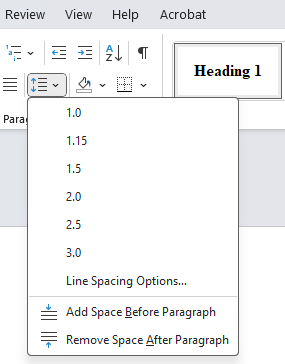 Review View Help Acrobat
Heading 1
1.0
1.15
1.5
2.0
2.5
3.0
Line Spacing Options...
Add Space Before Paragraph
Remove Space After Paragraph